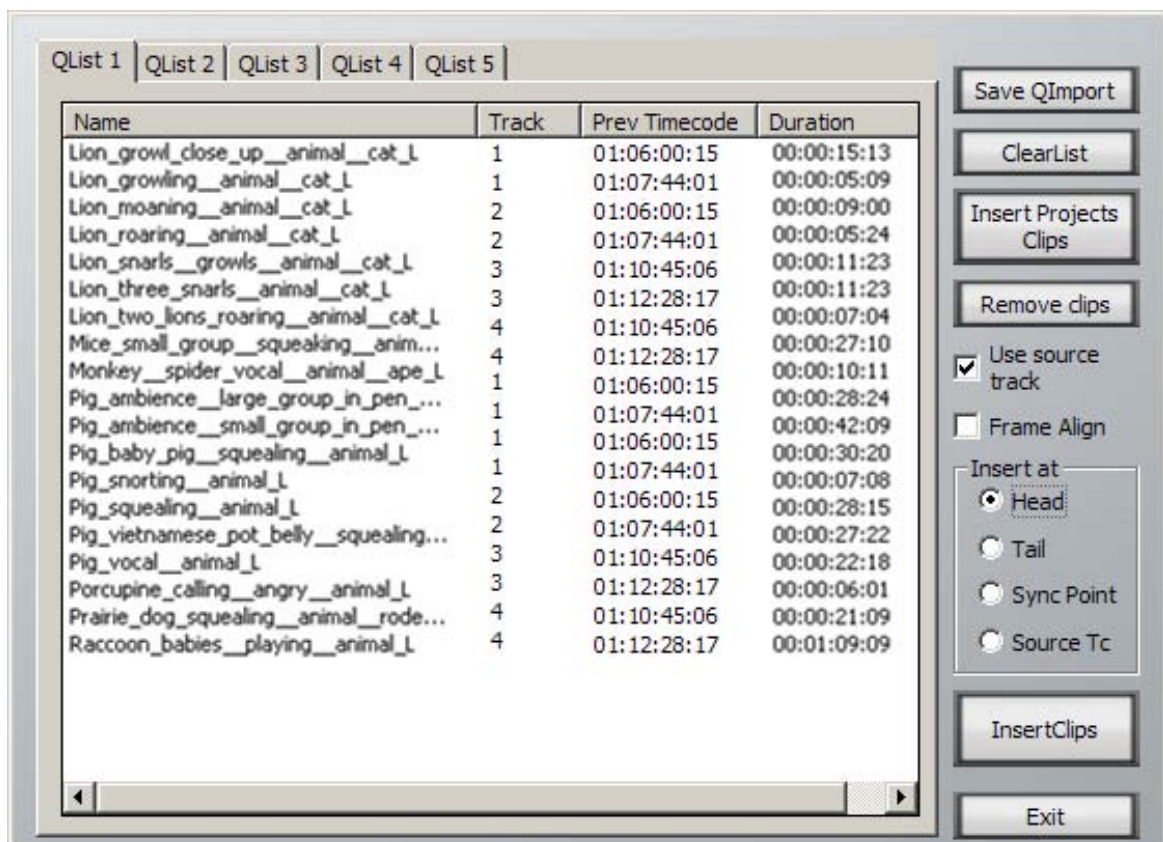 QList 1 QList 2 QList 3 QList 4 QList 5
Name Track Prev Timecode Duration
Lion_growl_close_up__animal__cat_L 1 01:06:00:15 00:00:15:13
Lion_growling__animal__cat_L 1 01:07:44:01 00:00:05:09
Lion_moaning__animal__cat_L 2 01:06:00:15 00:00:09:00
Lion_roaring__animal__cat_L 2 01:07:44:01 00:00:05:24
Lion_snarls__growls__animal__cat_L 3 01:10:45:06 00:00:11:23
Lion_three_snarls__animal__cat_L 3 01:12:28:17 00:00:11:23
Lion_two_lions_roaring__animal__cat_L 4 01:10:45:06 00:00:07:04
Mice_small_group__squeaking__anim... 4 01:12:28:17 00:00:27:10
Monkey__spider_vocal__animal__ape_L 1 01:06:00:15 00:00:10:11
Pig_ambience__large_group_in_pen_... 1 01:07:44:01 00:00:28:24
Pig_ambience__small_group_in_pen_... 1 01:06:00:15 00:00:42:09
Pig_baby_pig__squealing__animal_L 1 01:07:44:01 00:00:30:20
Pig_snorting__animal_L 2 01:06:00:15 00:00:07:08
Pig_squealing__animal_L 2 01:07:44:01 00:00:28:15
Pig_vietnamese_pot_belly__squealing... 3 01:10:45:06 00:00:27:22
Pig_vocal__animal_L 3 01:12:28:17 00:00:22:18
Porcupine_calling__angry__animal_L 4 01:10:45:06 00:00:06:01
Prairie_dog_squealing__animal__rode... 4 01:12:28:17 00:00:21:09
Raccoon_babies__playing__animal_L 00:01:09:09
Save QImport
ClearList
Insert Projects
Clips
Remove clips
Use source
track
Frame Align
Insert at
Head
Tail
Sync Point
Source Tc
InsertClips
Exit